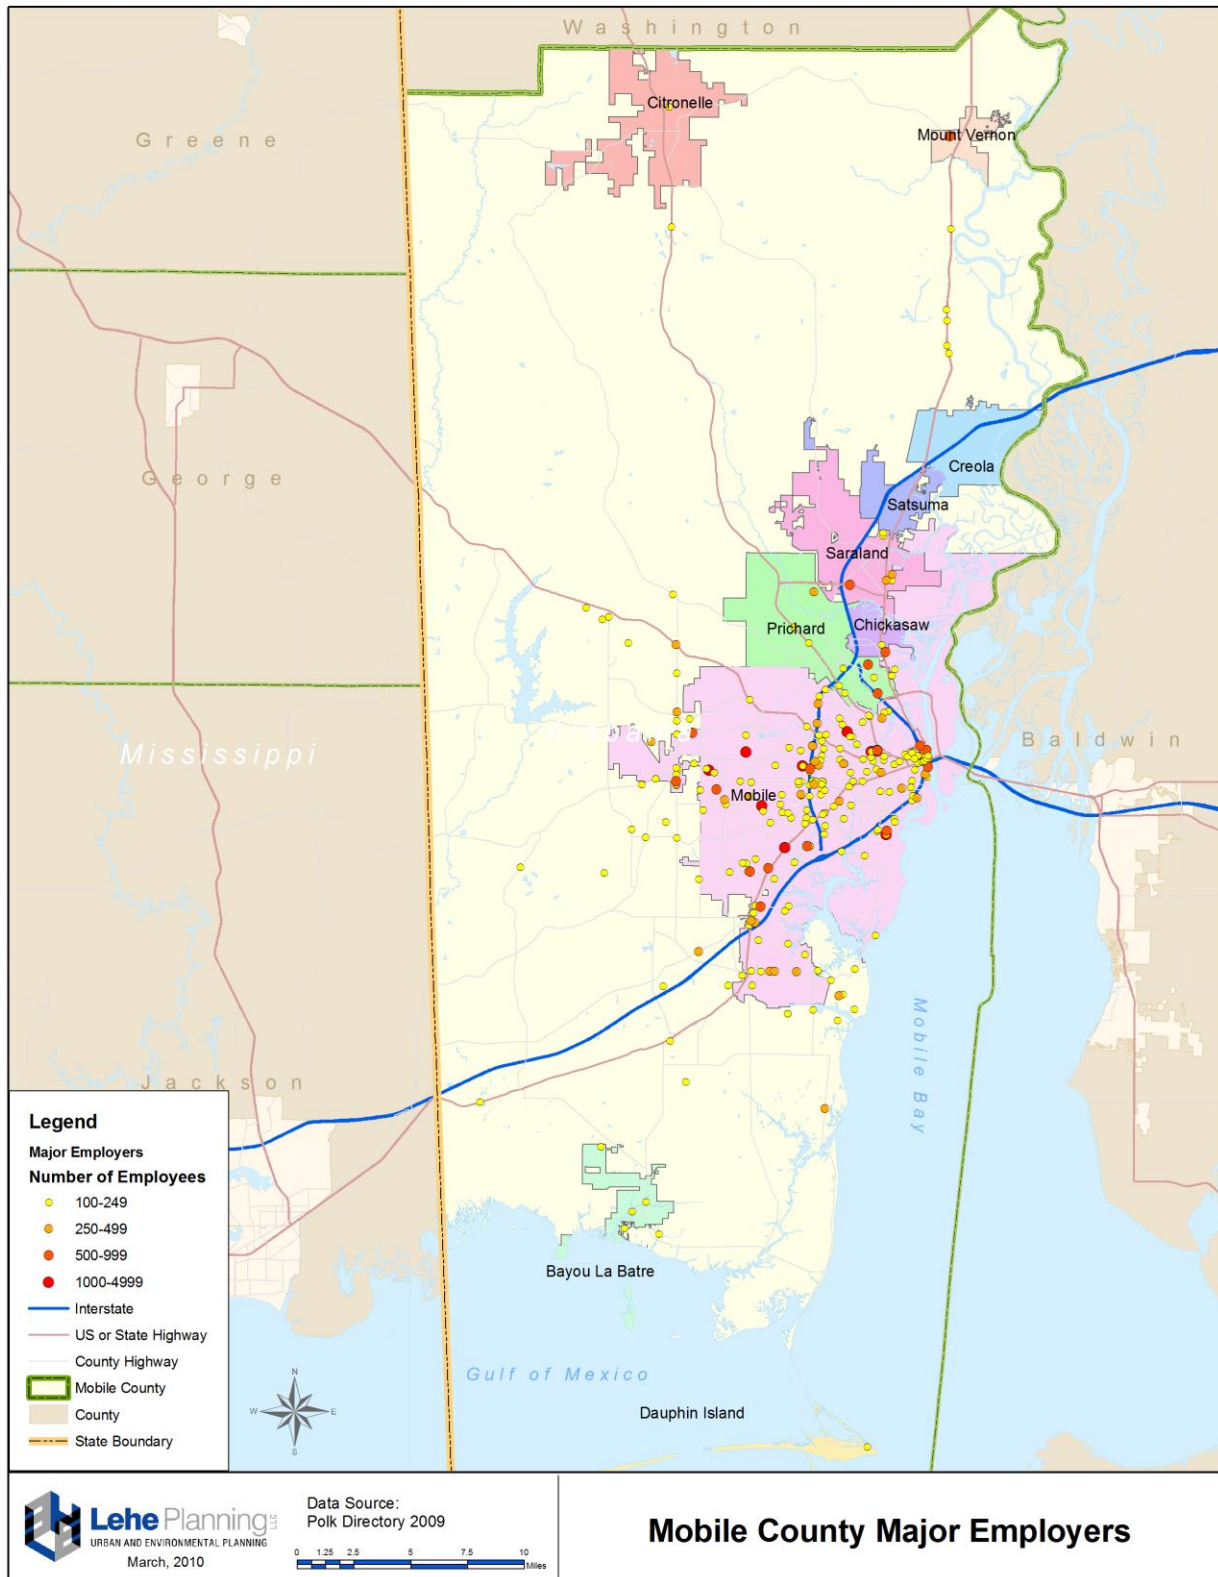 Washington
Citronelle
Mount Vernon
Greene
George
Creola
Satsuma
Saraland
Prichard
Chickasaw
Mississippi
Alabama
Baldwin
Mobile
Mobile Bay
Jackson
Legend
Major Employers
Number of Employees
100-249
250-499
500-999
1000-4999
Interstate
US or State Highway
County Highway
Mobile County
County
State Boundary
Bayou La Batre
Gulf of Mexico
N
W E
S
Dauphin Island
Lehe Planning LLC
URBAN AND ENVIRONMENTAL PLANNING
March, 2010
Data Source:
Polk Directory 2009
0 1.25 2.5 5 7.5 10
Miles
Mobile County Major Employers